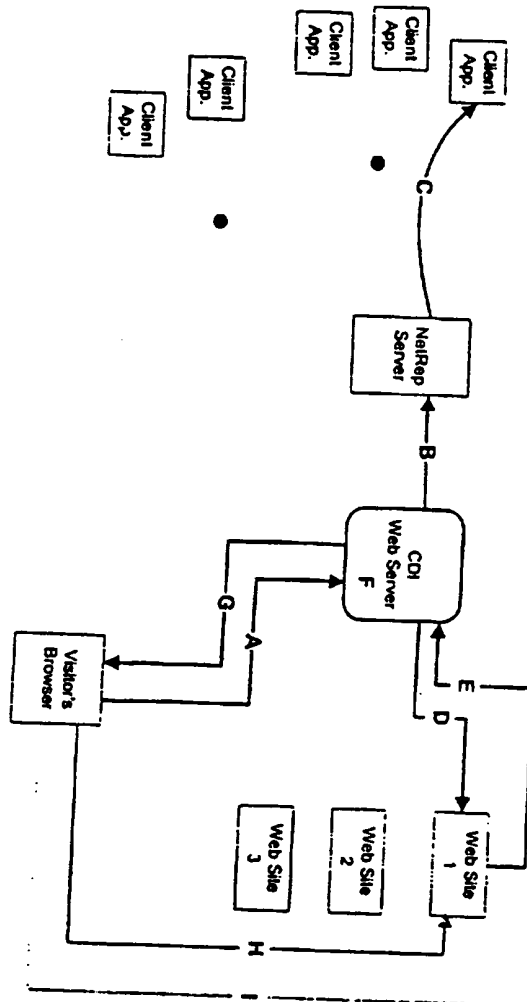 Client
App.
Client
App.
Client
App.
Client
App.
Client
App.
C
NetRep
Server
B
CDI
Web Server
F
G
A
E
D
Visitor's
Browser
Web Site
1
Web Site
2
Web Site
3
H